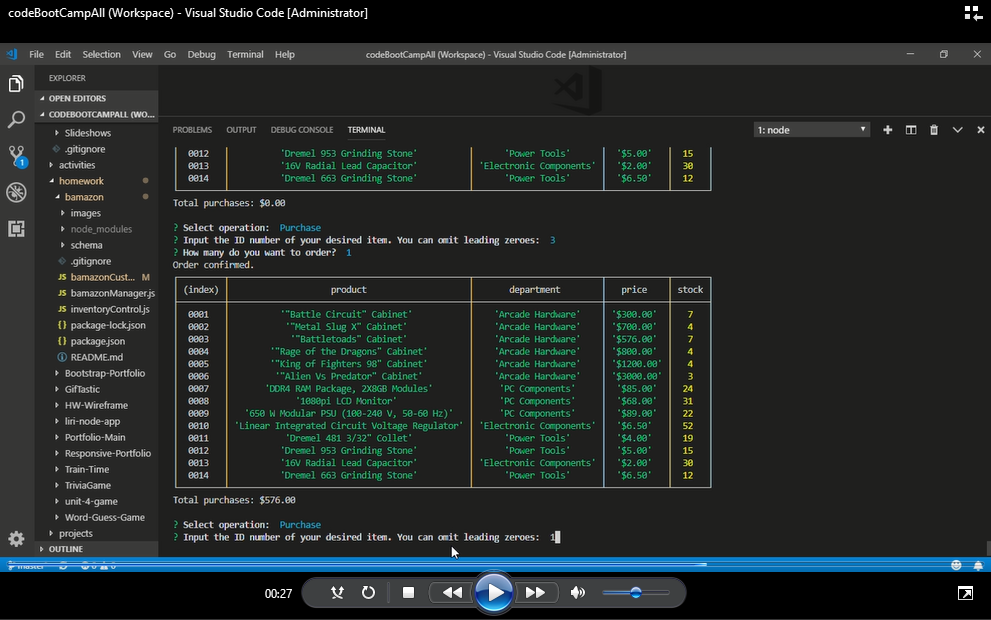 codeBootCampAll (Workspace) - Visual Studio Code [Administrator]
File Edit Selection View Go Debug Terminal Help codeBootCampAll (Workspace) - Visual Studio Code [Administrator]
EXPLORER
OPEN EDITORS
CODEBOOTCAMPALL (WO...
Slideshows
.gitignore
activities
homework
bamazon
images
node_modules
schema
.gitignore
JS bamazonCust... M
JS bamazonManager.js
JS inventoryControl.js
{} package-lock.json
{} package.json
README.md
Bootstrap-Portfolio
GifTastic
HW-Wireframe
liri-node-app
Portfolio-Main
Responsive-Portfolio
Train-Time
TriviaGame
unit-4-game
Word-Guess-Game
projects
OUTLINE
1
PROBLEMS OUTPUT DEBUG CONSOLE TERMINAL 1: node
0012 'Dremel 953 Grinding Stone' 'Power Tools' '$5.00' 15
0013 '16V Radial Lead Capacitor' 'Electronic Components' '$2.00' 30
0014 'Dremel 663 Grinding Stone' 'Power Tools' '$6.50' 12
Total purchases: $0.00
? Select operation: Purchase
? Input the ID number of your desired item. You can omit leading zeroes: 3
? How many do you want to order? 1
Order confirmed.
(index) product department price stock
0001 '"Battle Circuit" Cabinet' 'Arcade Hardware' '$300.00' 7
0002 '"Metal Slug X" Cabinet' 'Arcade Hardware' '$700.00' 4
0003 '"Battletoads" Cabinet' 'Arcade Hardware' '$576.00' 7
0004 '"Rage of the Dragons" Cabinet' 'Arcade Hardware' '$800.00' 4
0005 '"King of Fighters 98" Cabinet' 'Arcade Hardware' '$1200.00' 4
0006 '"Alien Vs Predator" Cabinet' 'Arcade Hardware' '$3000.00' 3
0007 'DDR4 RAM Package, 2X8GB Modules' 'PC Components' '$85.00' 24
0008 '1080pi LCD Monitor' 'PC Components' '$68.00' 31
0009 '650 W Modular PSU (100-240 V, 50-60 Hz)' 'PC Components' '$89.00' 22
0010 'Linear Integrated Circuit Voltage Regulator' 'Electronic Components' '$6.50' 52
0011 'Dremel 481 3/32" Collet' 'Power Tools' '$4.00' 19
0012 'Dremel 953 Grinding Stone' 'Power Tools' '$5.00' 15
0013 '16V Radial Lead Capacitor' 'Electronic Components' '$2.00' 30
0014 'Dremel 663 Grinding Stone' 'Power Tools' '$6.50' 12
Total purchases: $576.00
? Select operation: Purchase
? Input the ID number of your desired item. You can omit leading zeroes: 1
master
00:27